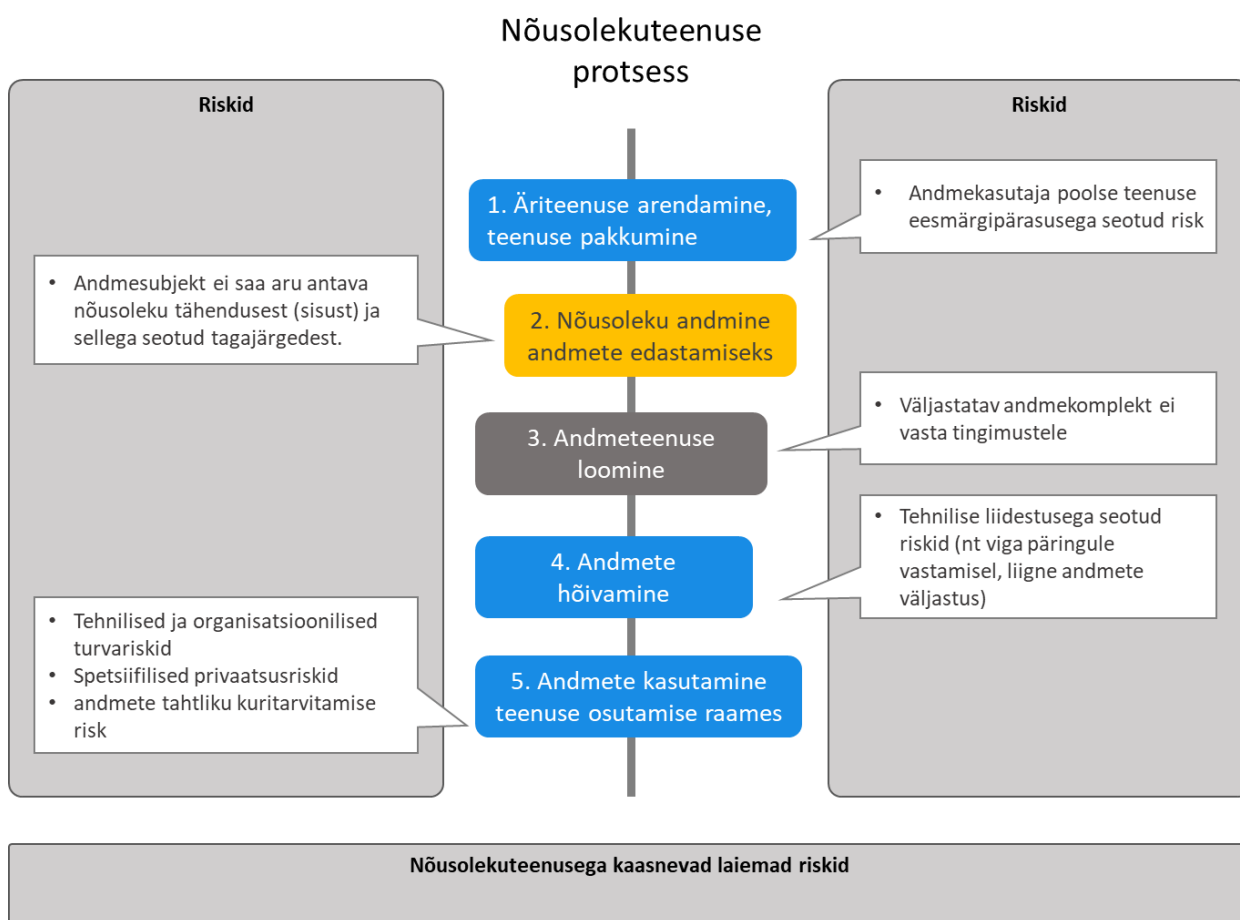 Nõusolekuteenuse
protsess
Riskid
Riskid
1. Äriteenuse arendamine,
teenuse pakkumine
• Andmekasutaja poolse teenuse
eesmärgipärasusega seotud risk
• Andmesubjekt ei saa aru antava
nõusoleku tähendusest (sisust) ja
sellega seotud tagajärgedest.
2. Nõusoleku andmine
andmete edastamiseks
3. Andmeteenuse
loomine
• Väljastatav andmekomplekt ei
vasta tingimustele
4. Andmete
hõivamine
• Tehnilise liidestusega seotud
riskid (nt viga päringule
vastamisel, liigne andmete
väljastus)
• Tehnilised ja organisatsioonilised
turvariskid
• Spetsiifilised privaatsusriskid
• andmete tahtliku kuritarvitamise
risk
5. Andmete kasutamine
teenuse osutamise raames
Nõusolekuteenusega kaasnevad laiemad riskid